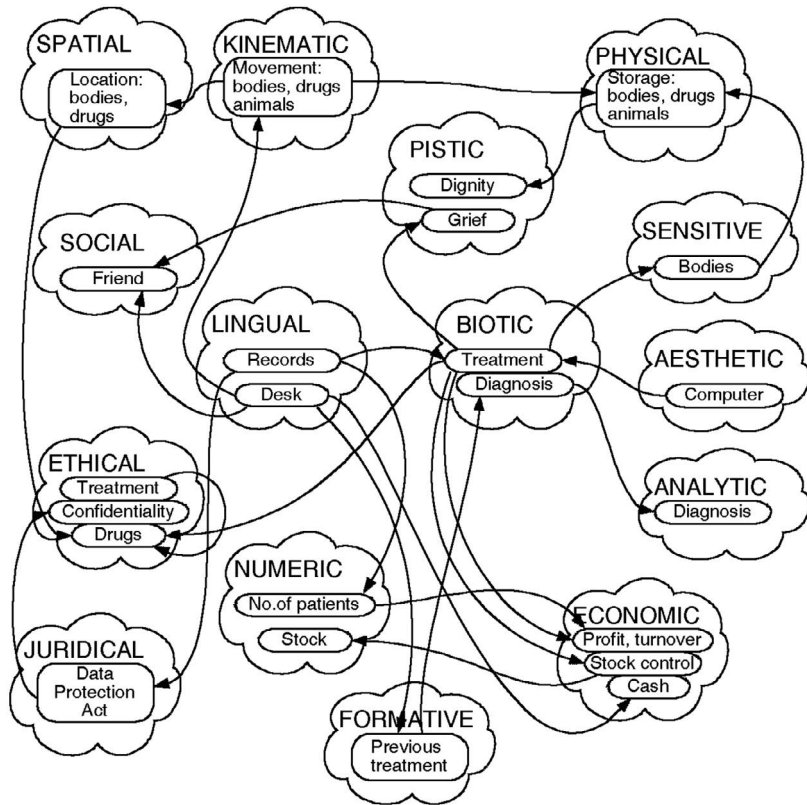 SPATIAL
Location:
bodies,
drugs
KINEMATIC
Movement:
bodies, drugs
animals
PHYSICAL
Storage:
bodies, drugs
animals
PISTIC
Dignity
Grief
SOCIAL
Friend
SENSITIVE
Bodies
LINGUAL
Records
Desk
BIOTIC
Treatment
Diagnosis
AESTHETIC
Computer
ETHICAL
Treatment
Confidentiality
Drugs
ANALYTIC
Diagnosis
NUMERIC
No.of patients
Stock
ECONOMIC
Profit, turnover
Stock control
Cash
JURIDICAL
Data
Protection
Act
FORMATIVE
Previous
treatment